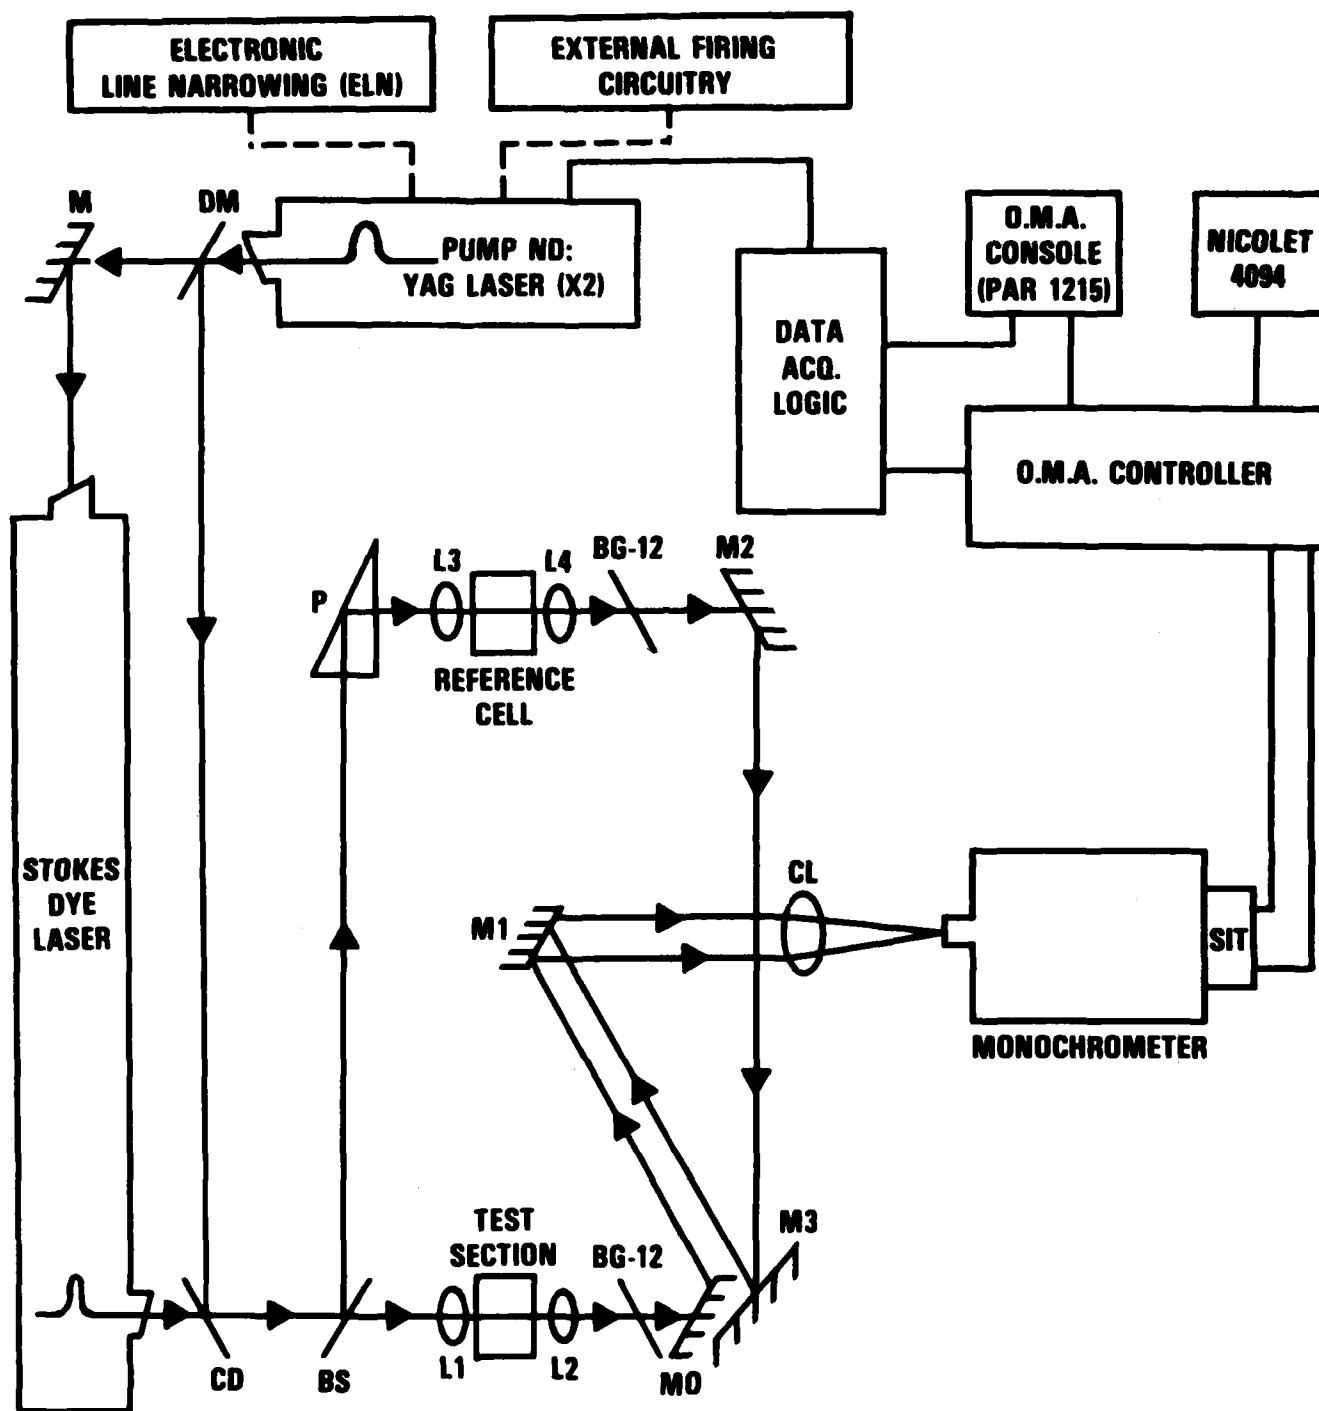 ELECTRONIC
LINE NARROWING (ELN)
EXTERNAL FIRING
CIRCUITRY
M
DM
PUMP ND:
YAG LASER (X2)
O.M.A.
CONSOLE
(PAR 1215)
NICOLET
4094
DATA
ACQ.
LOGIC
O.M.A. CONTROLLER
P
L3
L4
BG-12
M2
REFERENCE
CELL
STOKES
DYE
LASER
M1
CL
SIT
MONOCHROMETER
TEST
SECTION
BG-12
M3
CD
BS
L1
L2
MO